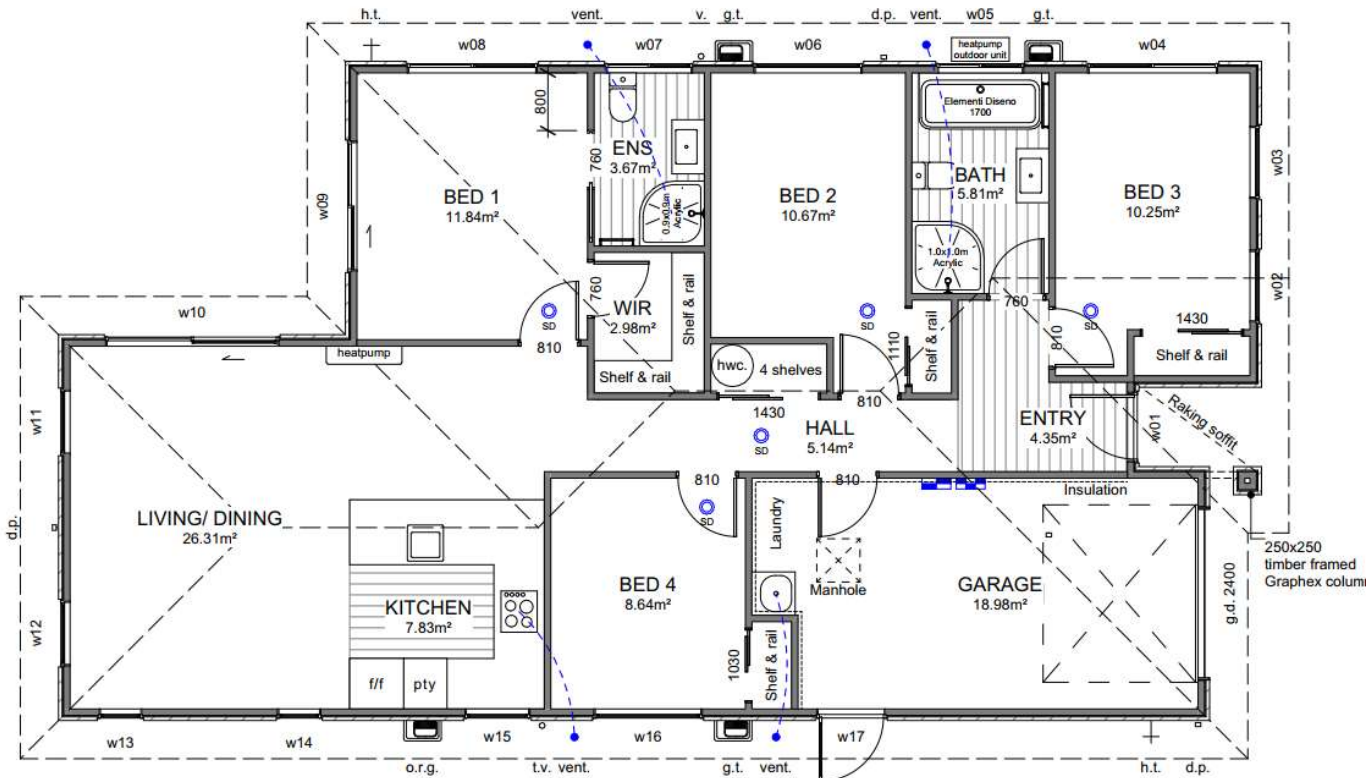 h.t.
vent.
v.
g.t.
d.p.
vent.
w05
g.t.
w08
w07
w06
heatpump
outdoor unit
w04
800
Elementi Diseno
1700
ENS
3.67m²
760
0.9x0.9m
Acrylic
BED 1
11.84m²
BED 2
10.67m²
BATH
5.81m²
BED 3
10.25m²
w03
w09
1.0x1.0m
Acrylic
w02
760
WIR
2.98m²
Shelf & rail
Shelf & rail
SD
810
SD
1110
Shelf & rail
760
SD
810
1430
Shelf & rail
w10
heatpump
hwc.
4 shelves
1430
810
HALL
5.14m²
SD
ENTRY
4.35m²
w01
Raking soffit
w11
810
SD
810
Insulation
LIVING/ DINING
26.31m²
d.p.
Laundry
Manhole
250x250
timber framed
Graphex column
BED 4
8.64m²
GARAGE
18.98m²
g.d. 2400
KITCHEN
7.83m²
w12
1030
Shelf & rail
f/f
pty
w13
w14
w15
w16
w17
o.r.g.
t.v.
vent.
g.t.
vent.
h.t.
d.p.